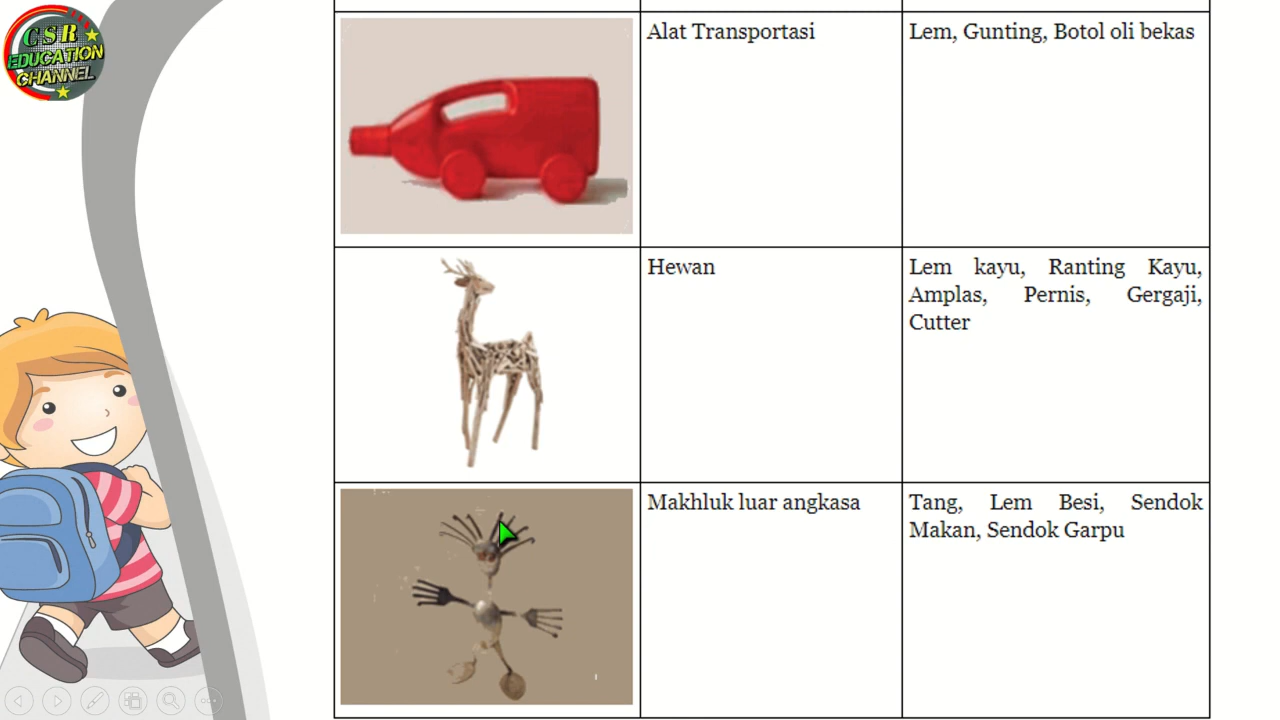 CSR
EDUCATION
CHANNEL
Alat Transportasi
Lem, Gunting, Botol oli bekas
Hewan
Lem kayu, Ranting Kayu,
Amplas, Pernis, Gergaji,
Cutter
Makhluk luar angkasa
Tang, Lem Besi, Sendok
Makan, Sendok Garpu